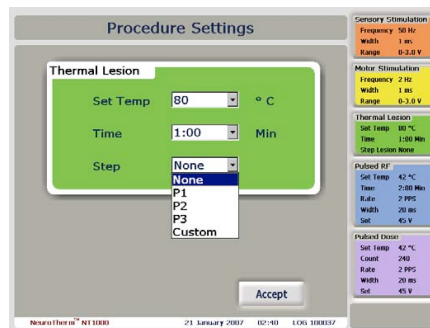 Procedure Settings
Thermal Lesion
Set Temp 80 ° C
Time 1:00 Min
Step None
None
P1
P2
P3
Custom
Accept
NeuroTherm™ NT1000 21 January 2007 02:40 LOG 100037
Sensory Stimulation
Frequency 50 Hz
Width 1 ms
Range 0-3.0 V
Motor Stimulation
Frequency 2 Hz
Width 1 ms
Range 0-3.0 V
Thermal Lesion
Set Temp 80 °C
Time 1:00 Min
Step Lesion None
Pulsed RF
Set Temp 42 °C
Time 2:00 Min
Rate 2 PPS
Width 20 ms
Set 45 V
Pulsed Dose
Set Temp 42 °C
Count 240
Rate 2 PPS
Width 20 ms
Set 45 V